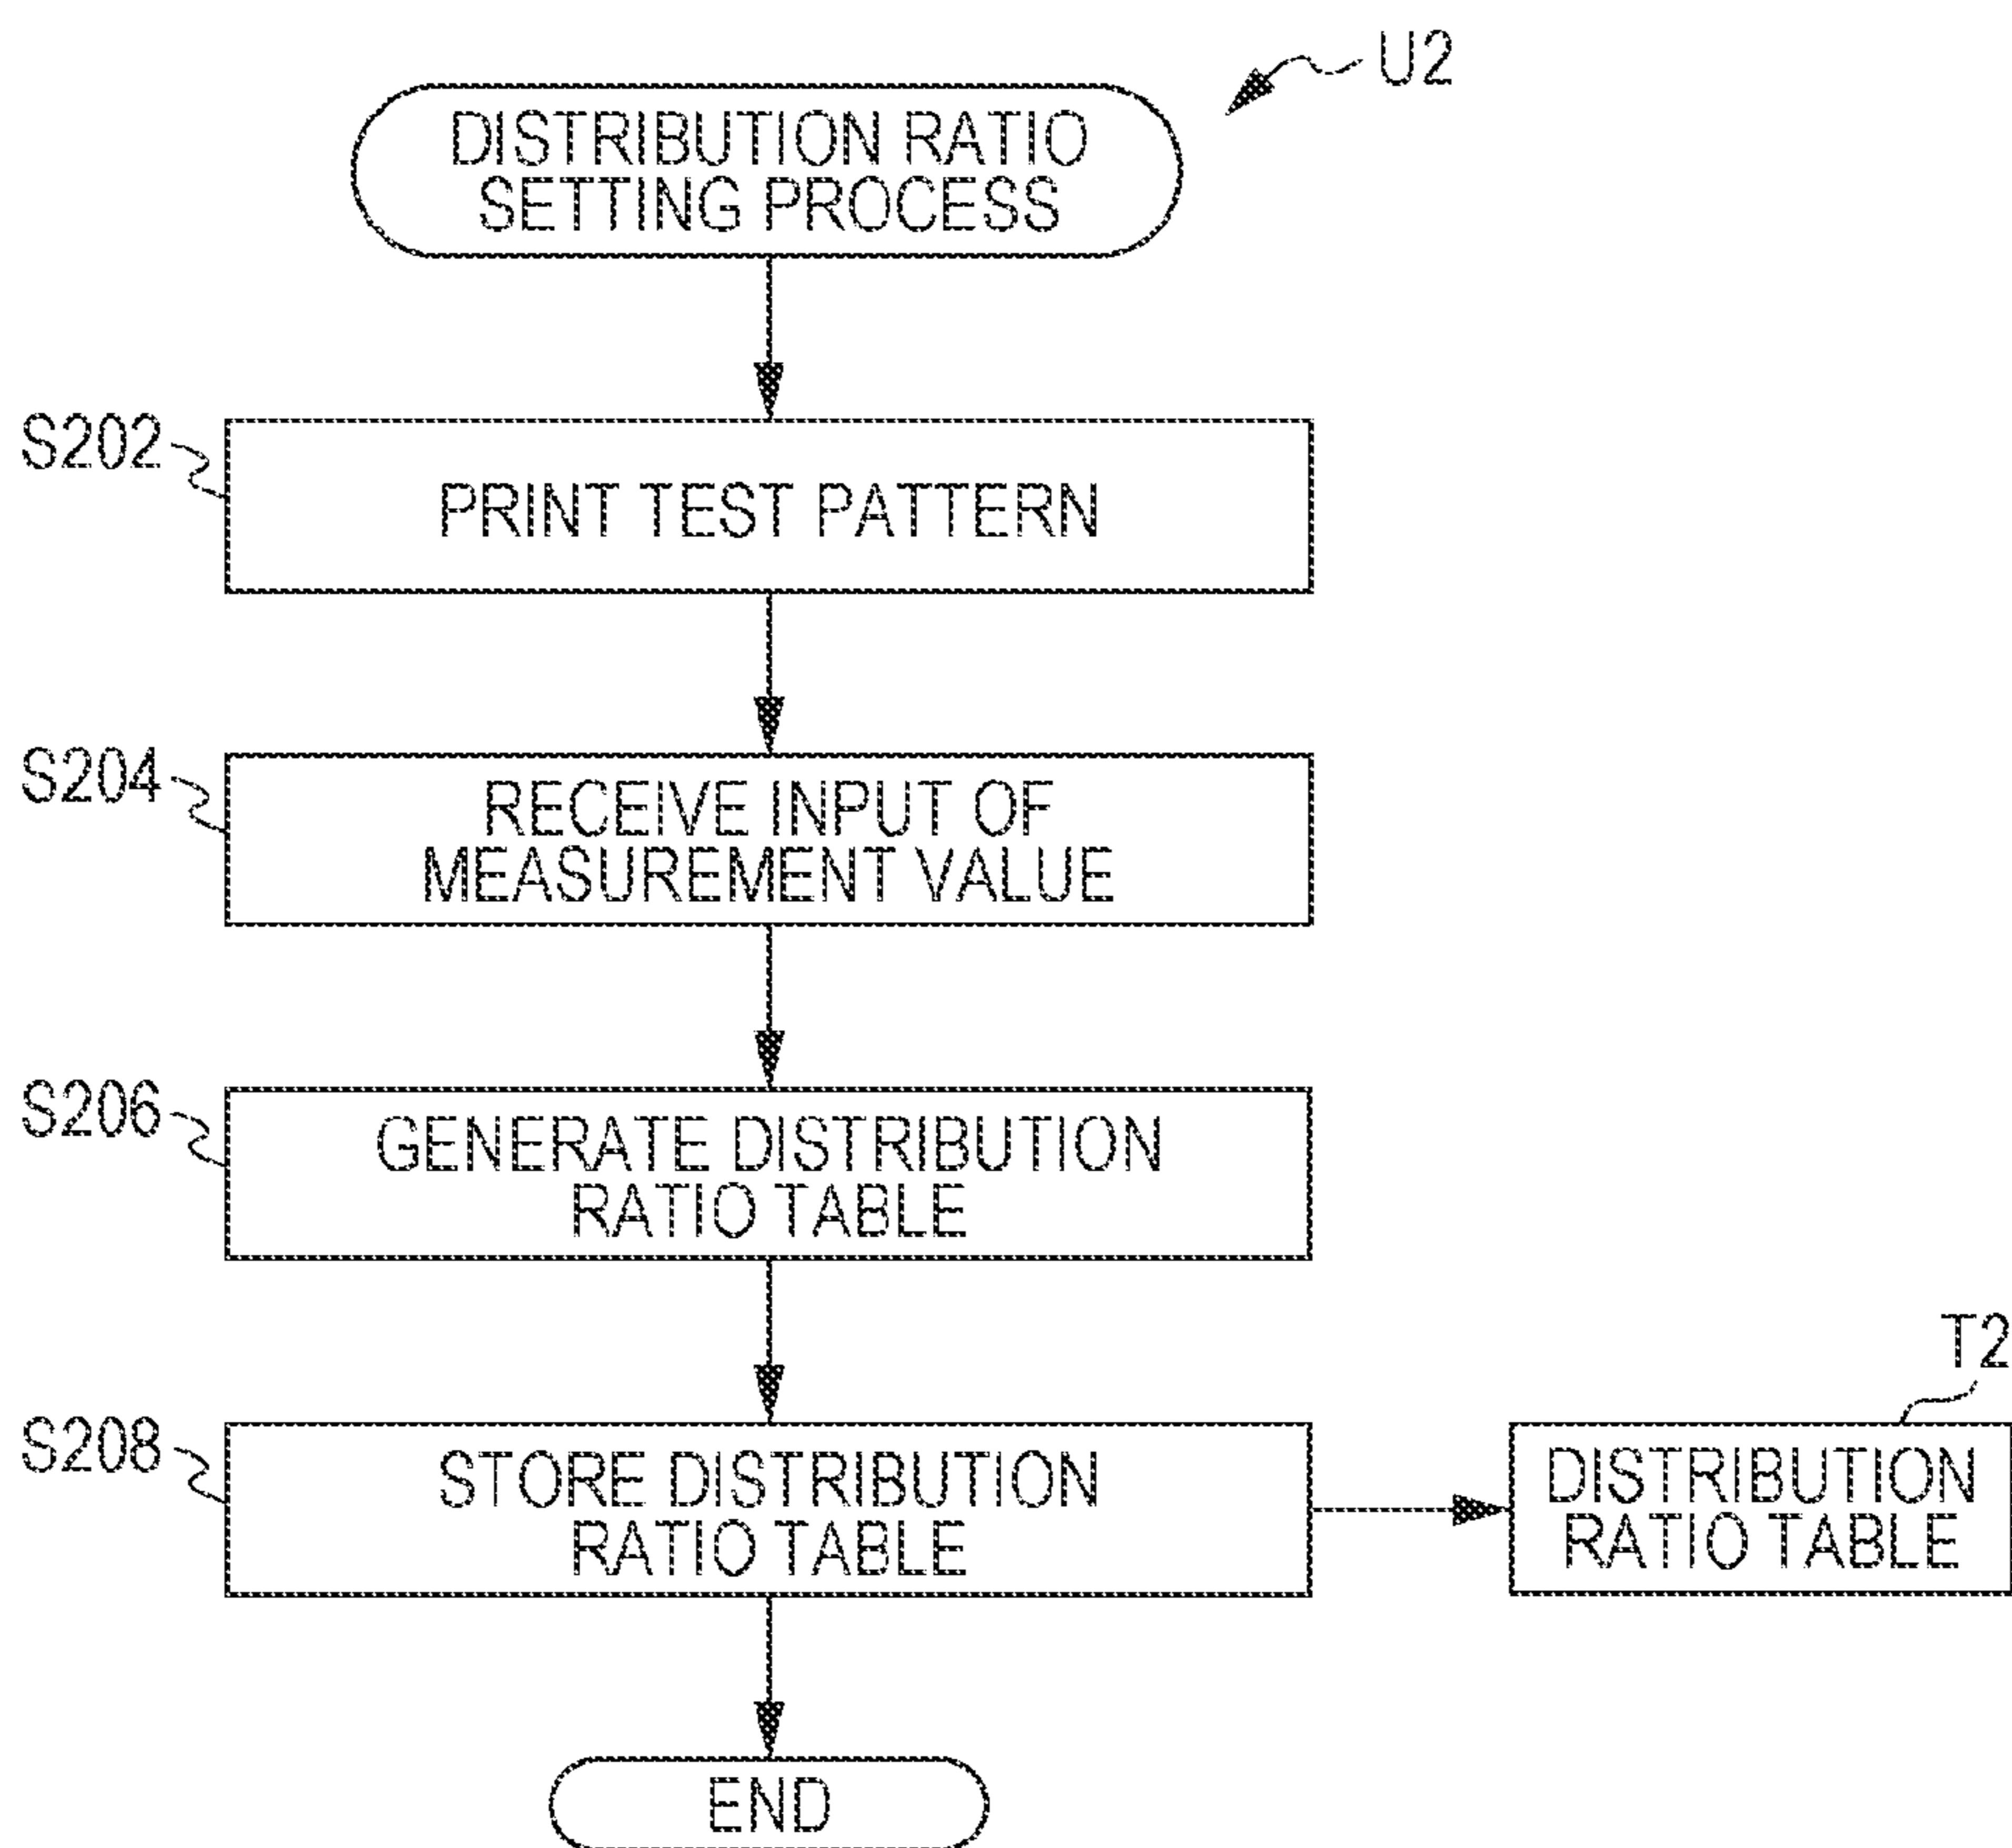 U2
DISTRIBUTION RATIO
SETTING PROCESS
S202
PRINT TEST PATTERN
S204
RECEIVE INPUT OF
MEASUREMENT VALUE
S206
GENERATE DISTRIBUTION
RATIO TABLE
T2
S208
STORE DISTRIBUTION
RATIO TABLE
DISTRIBUTION
RATIO TABLE
END